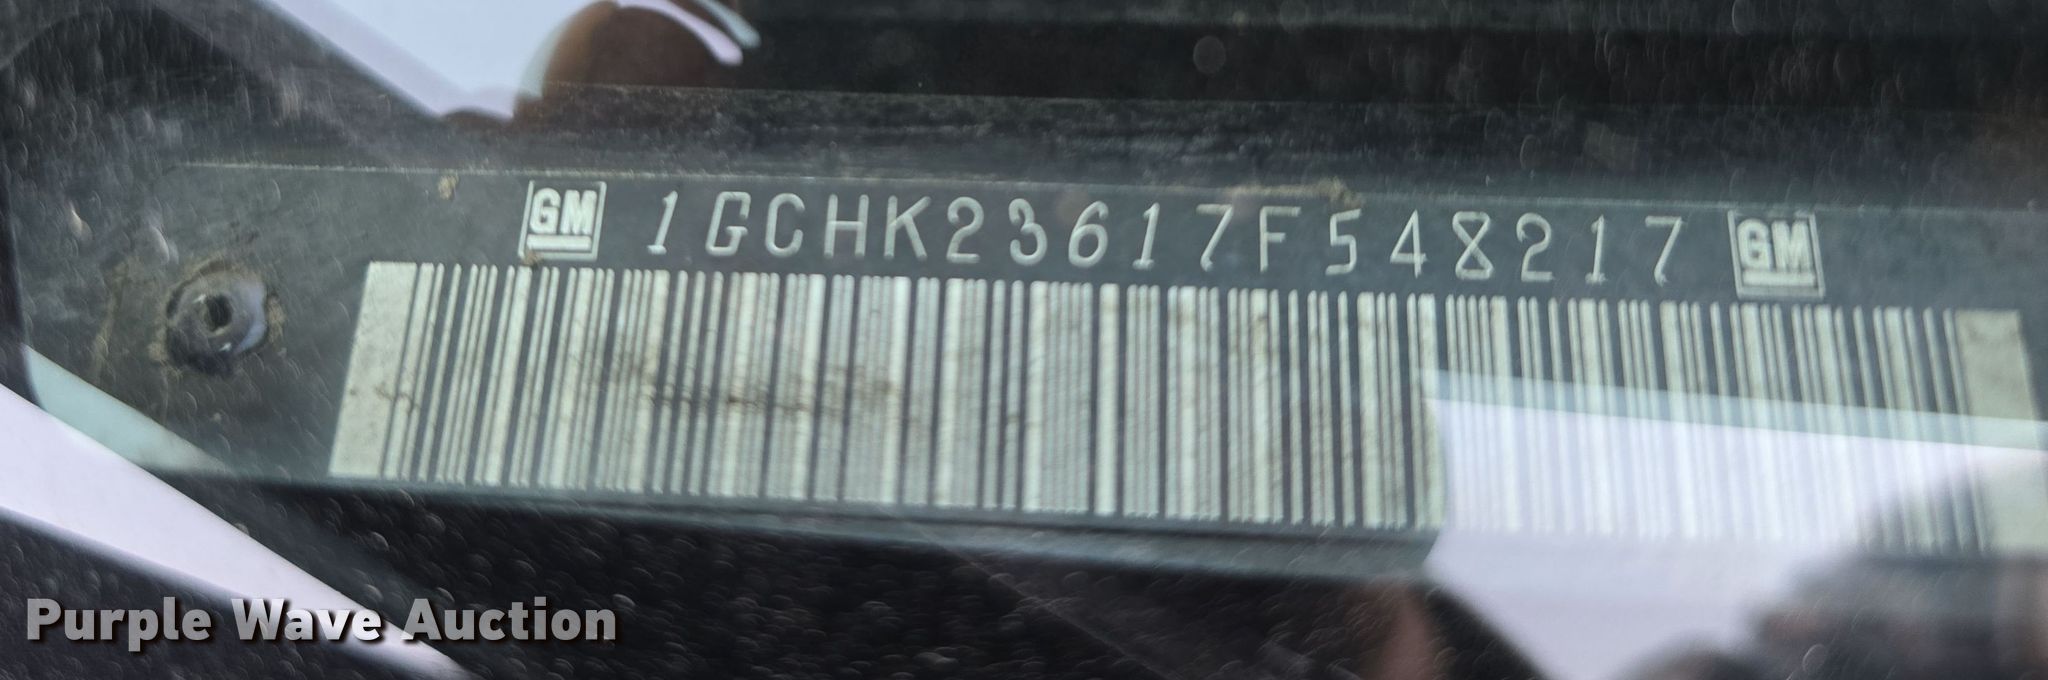 GM 1GCHK23617F548217 GM
Purple Wave Auction